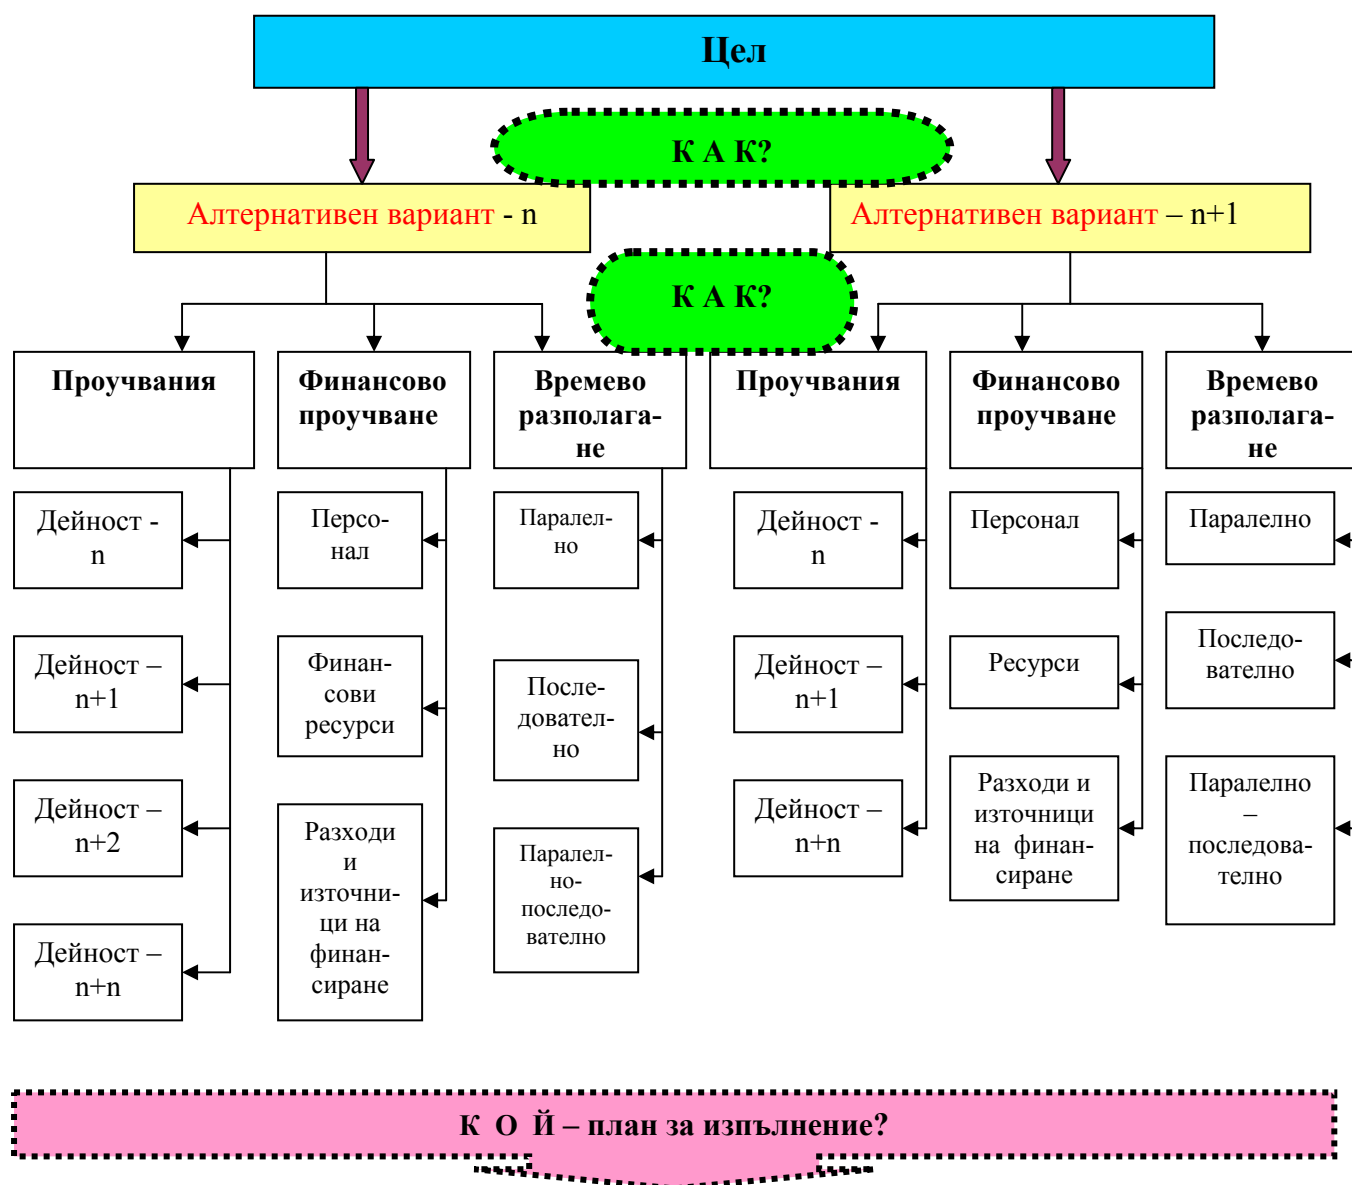 Цел
К А К?
Алтернативен вариант - n
Алтернативен вариант – n+1
К А К?
Проучвания
Финансово
проучване
Времево
разполага-
не
Проучвания
Финансово
проучване
Времево
разполага-
не
Дейност -
n
Дейност –
n+1
Дейност –
n+2
Дейност –
n+n
Персо-
нал
Финан-
сови
ресурси
Разходи
и
източни-
ци на
финан-
сиране
Паралел-
но
После-
довател-
но
Паралел-
но-
последо-
вателно
Дейност -
n
Дейност –
n+1
Дейност –
n+n
Персонал
Ресурси
Разходи и
източници
на финан-
сиране
Паралелно
Последо-
вателно
Паралелно
–
последова-
телно
К О Й – план за изпълнение?